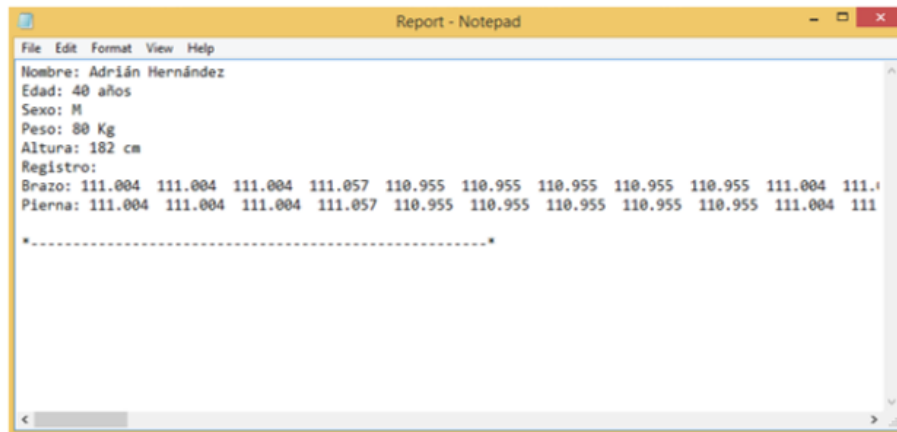 Report - Notepad
File Edit Format View Help
Nombre: Adrián Hernández
Edad: 40 años
Sexo: M
Peso: 80 Kg
Altura: 182 cm
Registro:
Brazo: 111.004 111.004 111.004 111.057 110.955 110.955 110.955 110.955 110.955 111.004
Pierna: 111.004 111.004 111.004 111.057 110.955 110.955 110.955 110.955 110.955 111.004 111
*------------------------------------------------------*